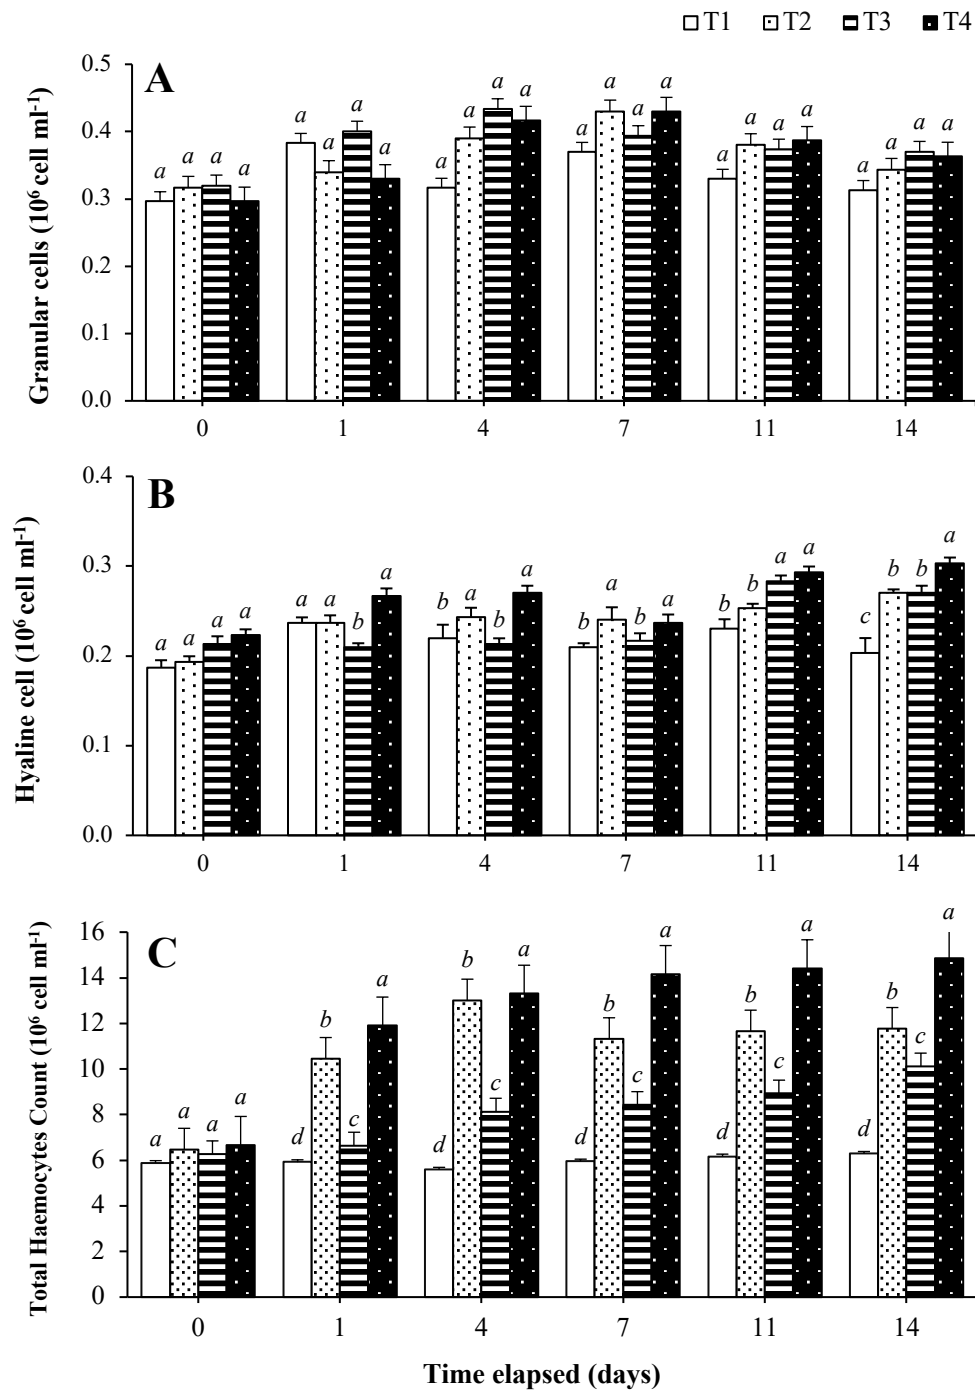 T1 T2 T3 T4
A
Granular cells (10⁶ cell ml⁻¹)
0.5
0.4
0.3
0.2
0.1
0.0
a a a a a a a a a a a a a a a a a a a a a a a a
0 1 4 7 11 14
B
Hyaline cell (10⁶ cell ml⁻¹)
0.4
0.3
0.2
0.1
0.0
a a a a a a b a b a b a b a b a b b a a c b b a
0 1 4 7 11 14
C
Total Haemocytes Count (10⁶ cell ml⁻¹)
16
14
12
10
8
6
4
2
0
a a a a d b c a d b c a d b c a d b c a d b c a
0 1 4 7 11 14
Time elapsed (days)